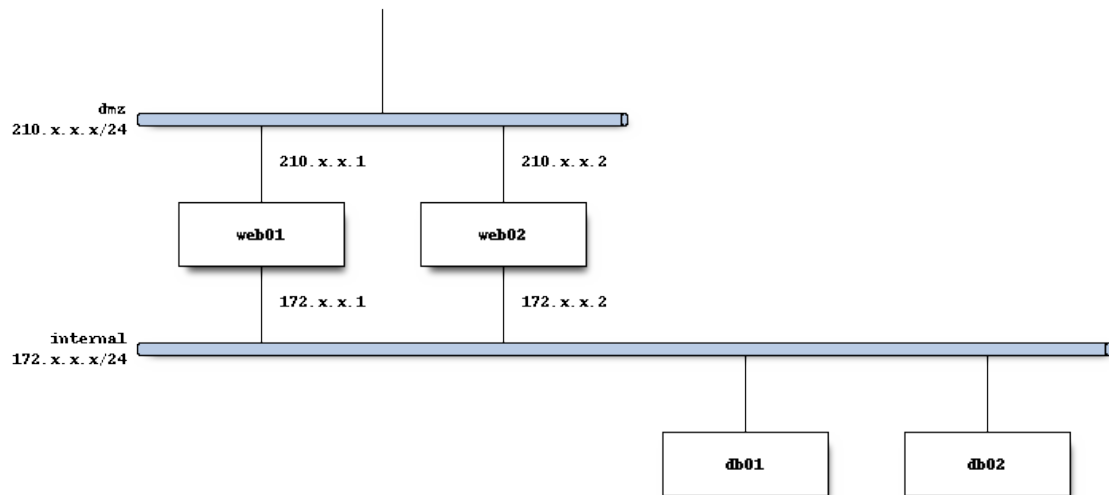 dmz
210.x.x.x/24
210.x.x.1
210.x.x.2
web01
web02
172.x.x.1
172.x.x.2
internal
172.x.x.x/24
db01
db02